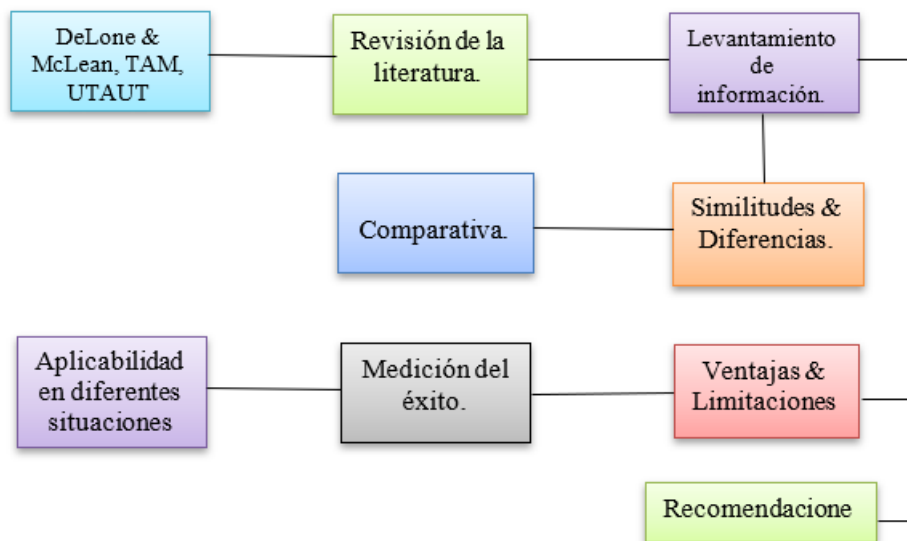 DeLone &
McLean, TAM,
UTAUT
Revisión de la
literatura.
Levantamiento
de
información.
Comparativa.
Similitudes &
Diferencias.
Aplicabilidad
en diferentes
situaciones
Medición del
éxito.
Ventajas &
Limitaciones
Recomendacione